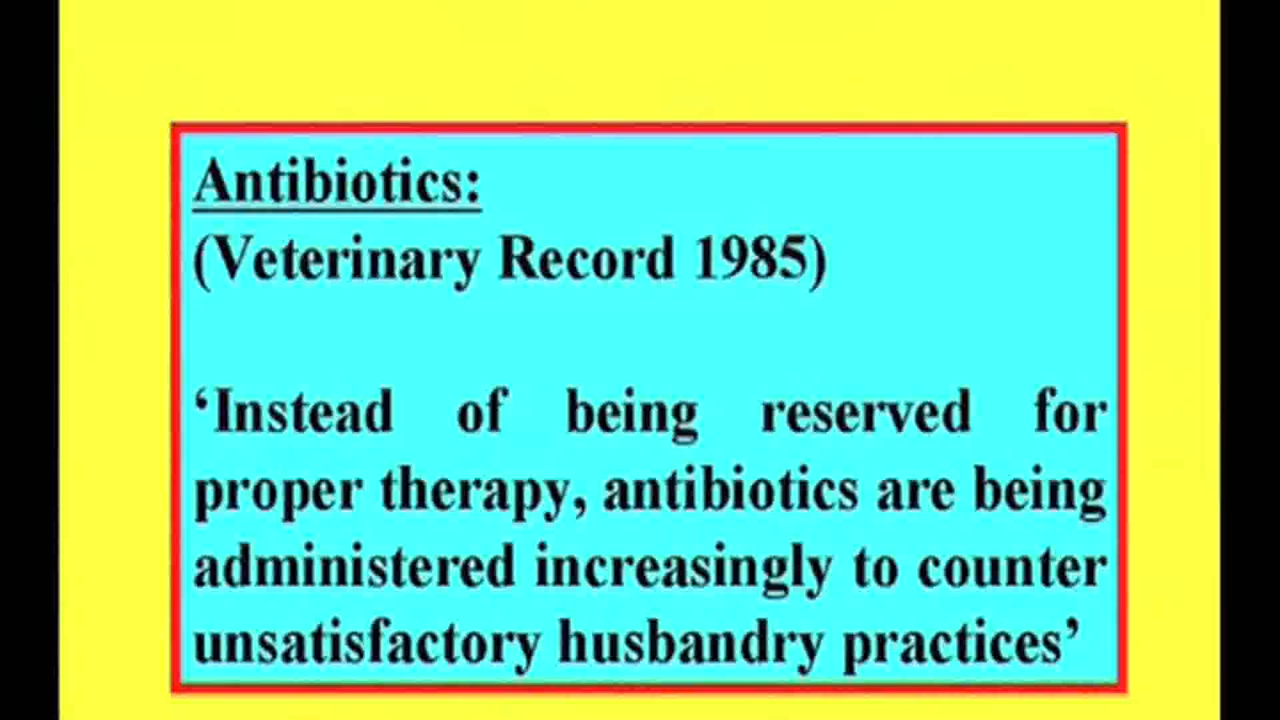 Antibiotics:
(Veterinary Record 1985)
‘Instead of being reserved for
proper therapy, antibiotics are being
administered increasingly to counter
unsatisfactory husbandry practices’